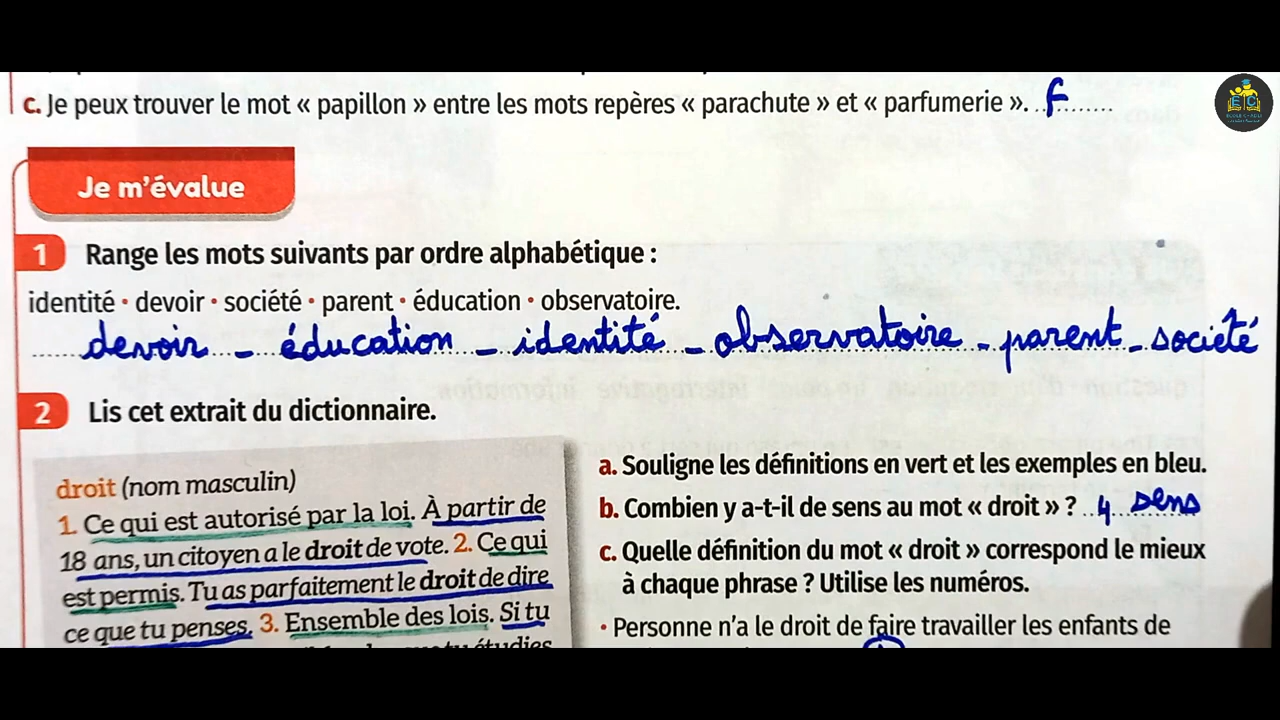 c. Je peux trouver le mot « papillon » entre les mots repères « parachute » et « parfumerie ». F
Je m'évalue
1 Range les mots suivants par ordre alphabétique :
identité • devoir • société • parent • éducation • observatoire.
devoir - éducation - identité - observatoire - parent - société
2 Lis cet extrait du dictionnaire.
droit (nom masculin)
1. Ce qui est autorisé par la loi. À partir de
18 ans, un citoyen a le droit de vote. 2. Ce qui
est permis. Tu as parfaitement le droit de dire
ce que tu penses. 3. Ensemble des lois. Si tu
études
a. Souligne les définitions en vert et les exemples en bleu.
b. Combien y a-t-il de sens au mot « droit » ? 4 sens
c. Quelle définition du mot « droit » correspond le mieux
à chaque phrase ? Utilise les numéros.
• Personne n'a le droit de faire travailler les enfants de
EC